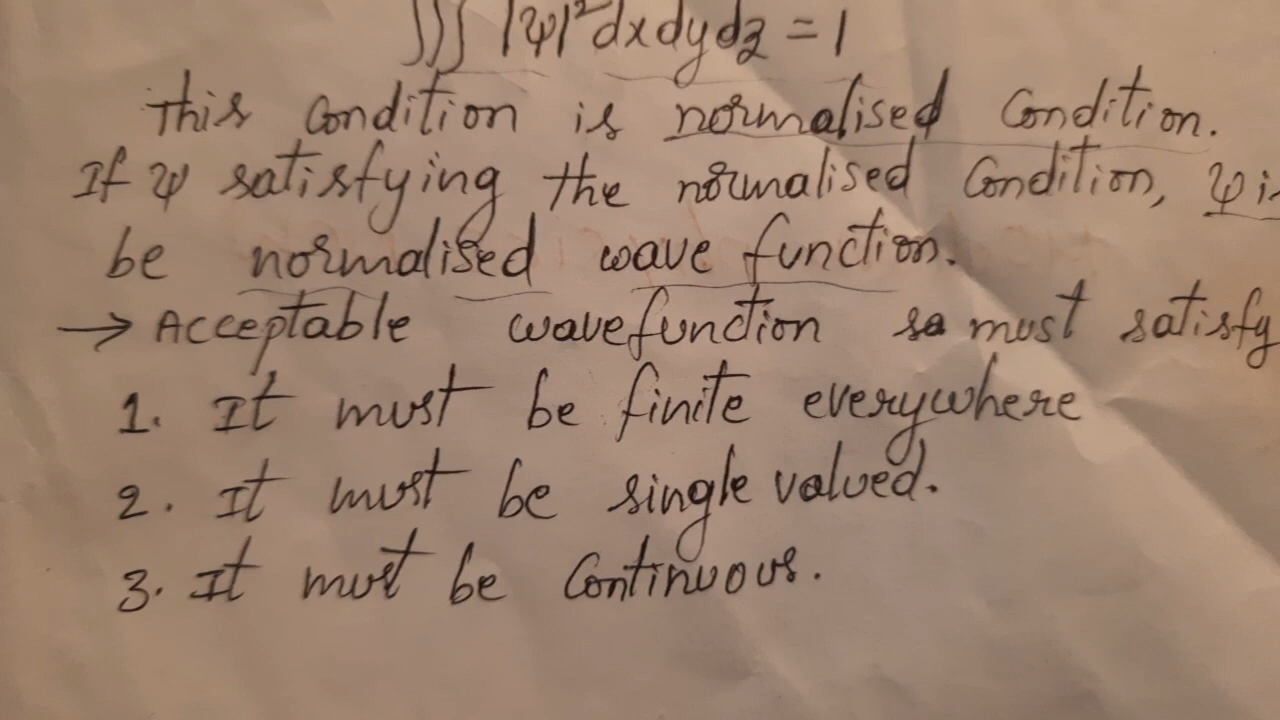 ∭ |ψ|² dxdydz = 1
This condition is normalised condition.
If ψ satisfying the normalised condition, ψ is
be normalised wave function.
→ Acceptable wavefunction sa must satisfy
1. It must be finite everywhere
2. It must be single valued.
3. It must be continuous.